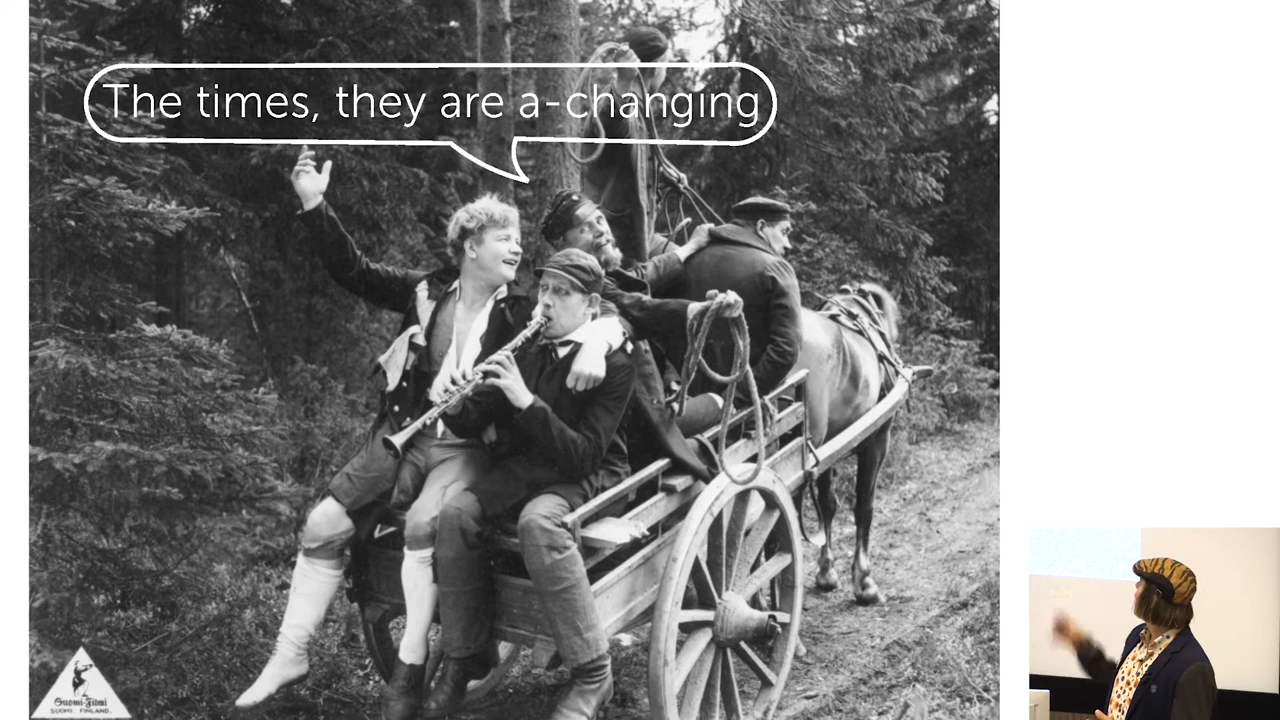 The times, they are a-changing
Suomi-Filmi
SUOMI. FINLAND.